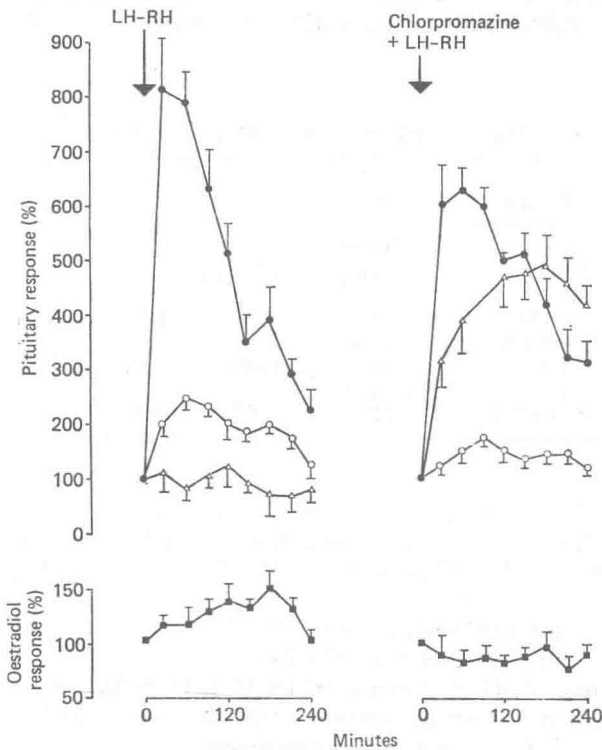 LH-RH
Chlorpromazine
+ LH-RH
900
800
700
600
500
400
300
200
100
0
Pituitary response (%)
150
100
50
Oestradiol
response (%)
0
120
240
0
120
240
Minutes